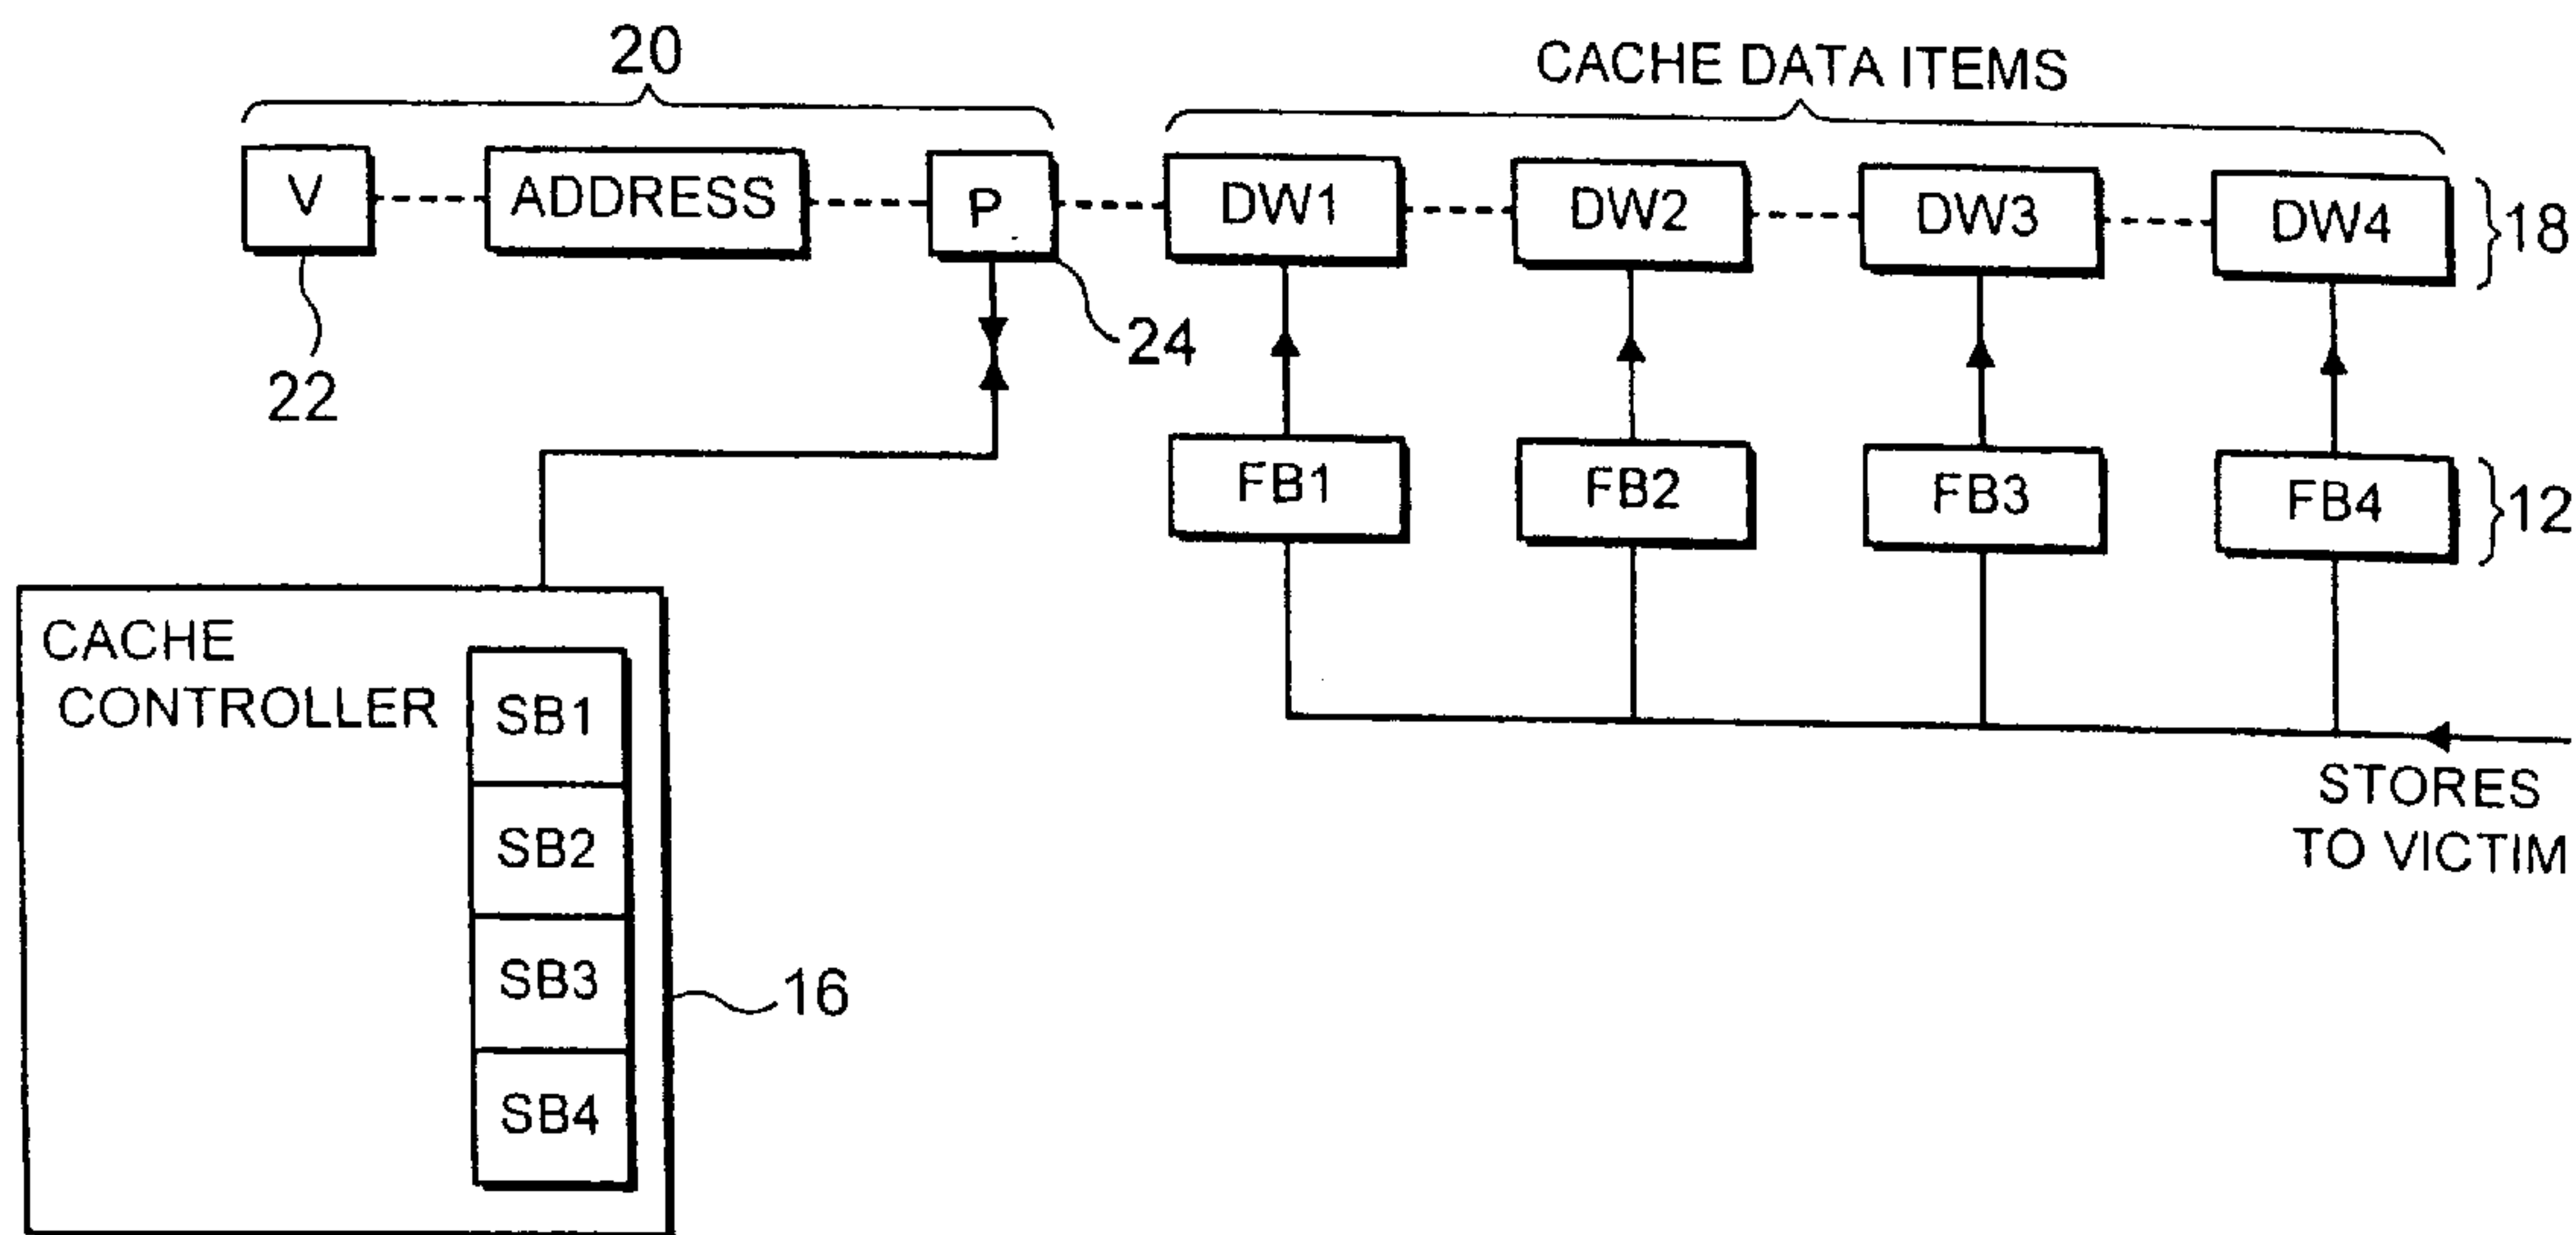 20
CACHE DATA ITEMS
V
ADDRESS
P
DW1
DW2
DW3
DW4
18
22
24
FB1
FB2
FB3
FB4
12
CACHE
CONTROLLER
SB1
SB2
SB3
SB4
16
STORES
TO VICTIM